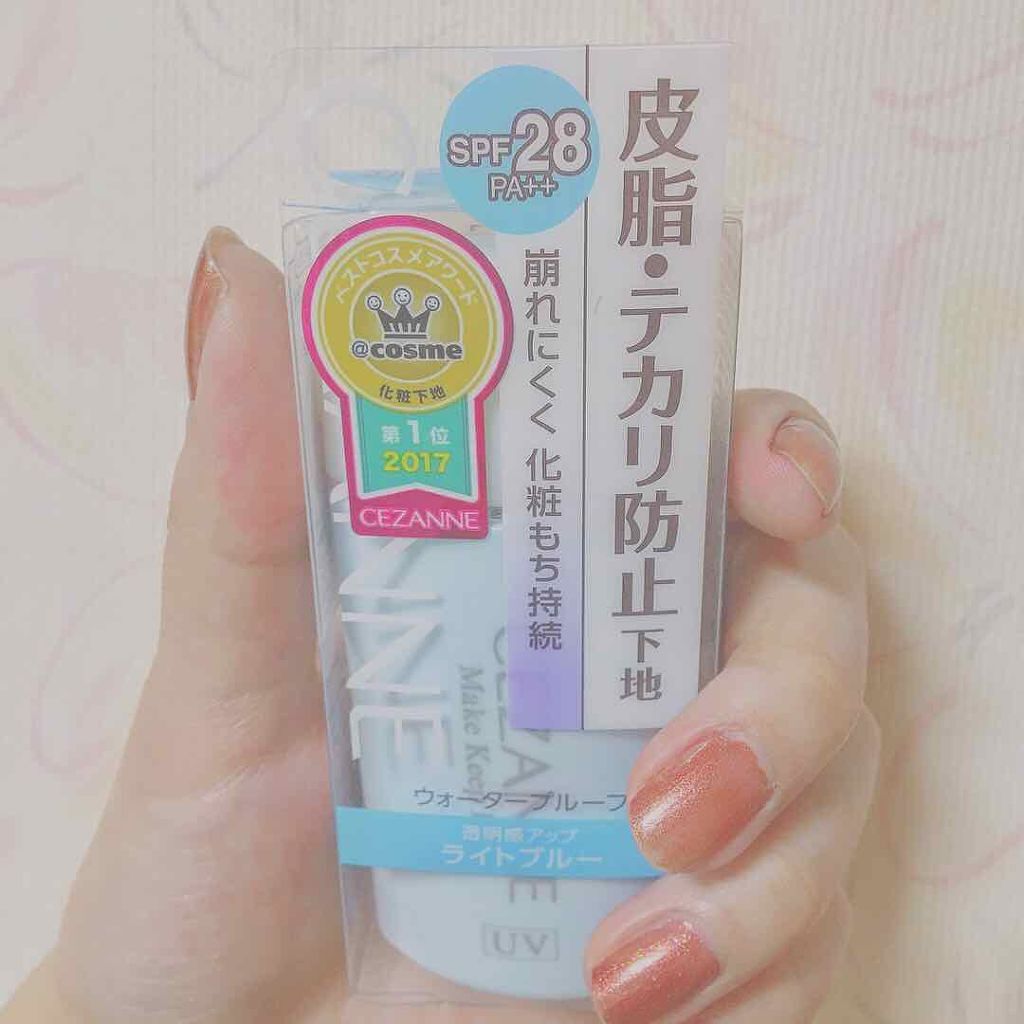 皮脂・テカリ防止下地
崩れにくく 化粧もち持続
SPF28
PA++
ベストコスメアワード
@cosme
化粧下地
第1位
2017
CEZANNE
CEZANNE
Make Kee
ウォータープルーフ
透明感アップ
ライトブルー
UV